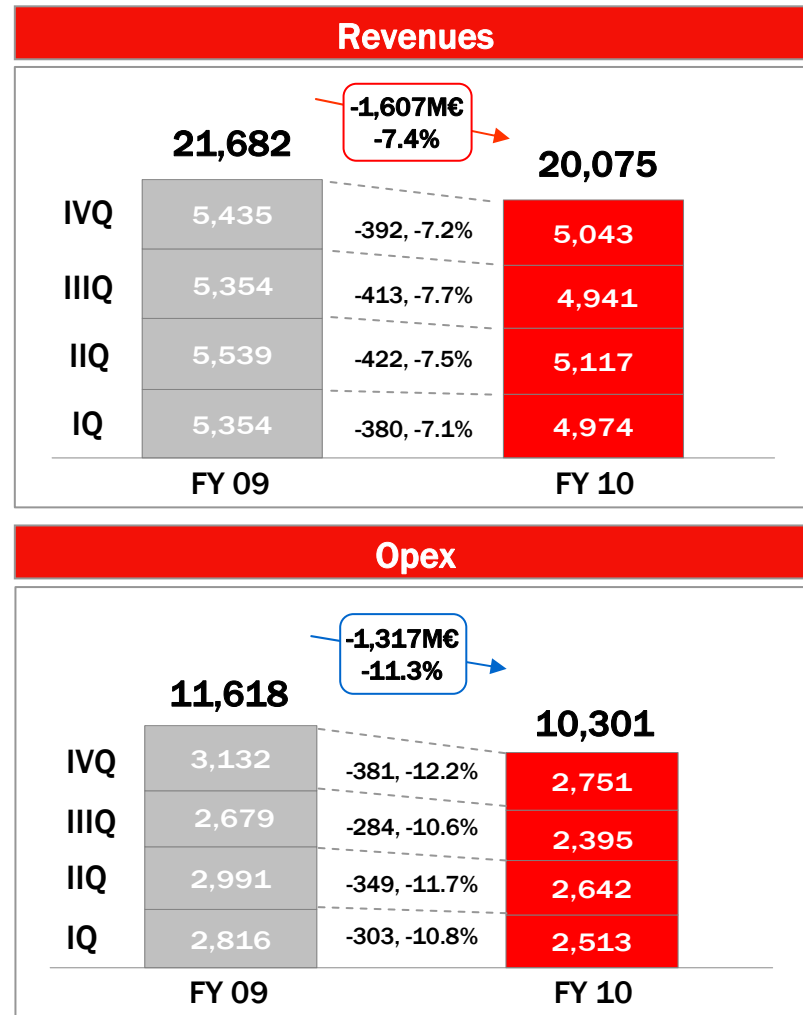 Revenues
-1,607M€
-7.4%
21,682
20,075
IVQ 5,435 -392, -7.2% 5,043
IIIQ 5,354 -413, -7.7% 4,941
IIQ 5,539 -422, -7.5% 5,117
IQ 5,354 -380, -7.1% 4,974
FY 09 FY 10
Opex
-1,317M€
-11.3%
11,618
10,301
IVQ 3,132 -381, -12.2% 2,751
IIIQ 2,679 -284, -10.6% 2,395
IIQ 2,991 -349, -11.7% 2,642
IQ 2,816 -303, -10.8% 2,513
FY 09 FY 10